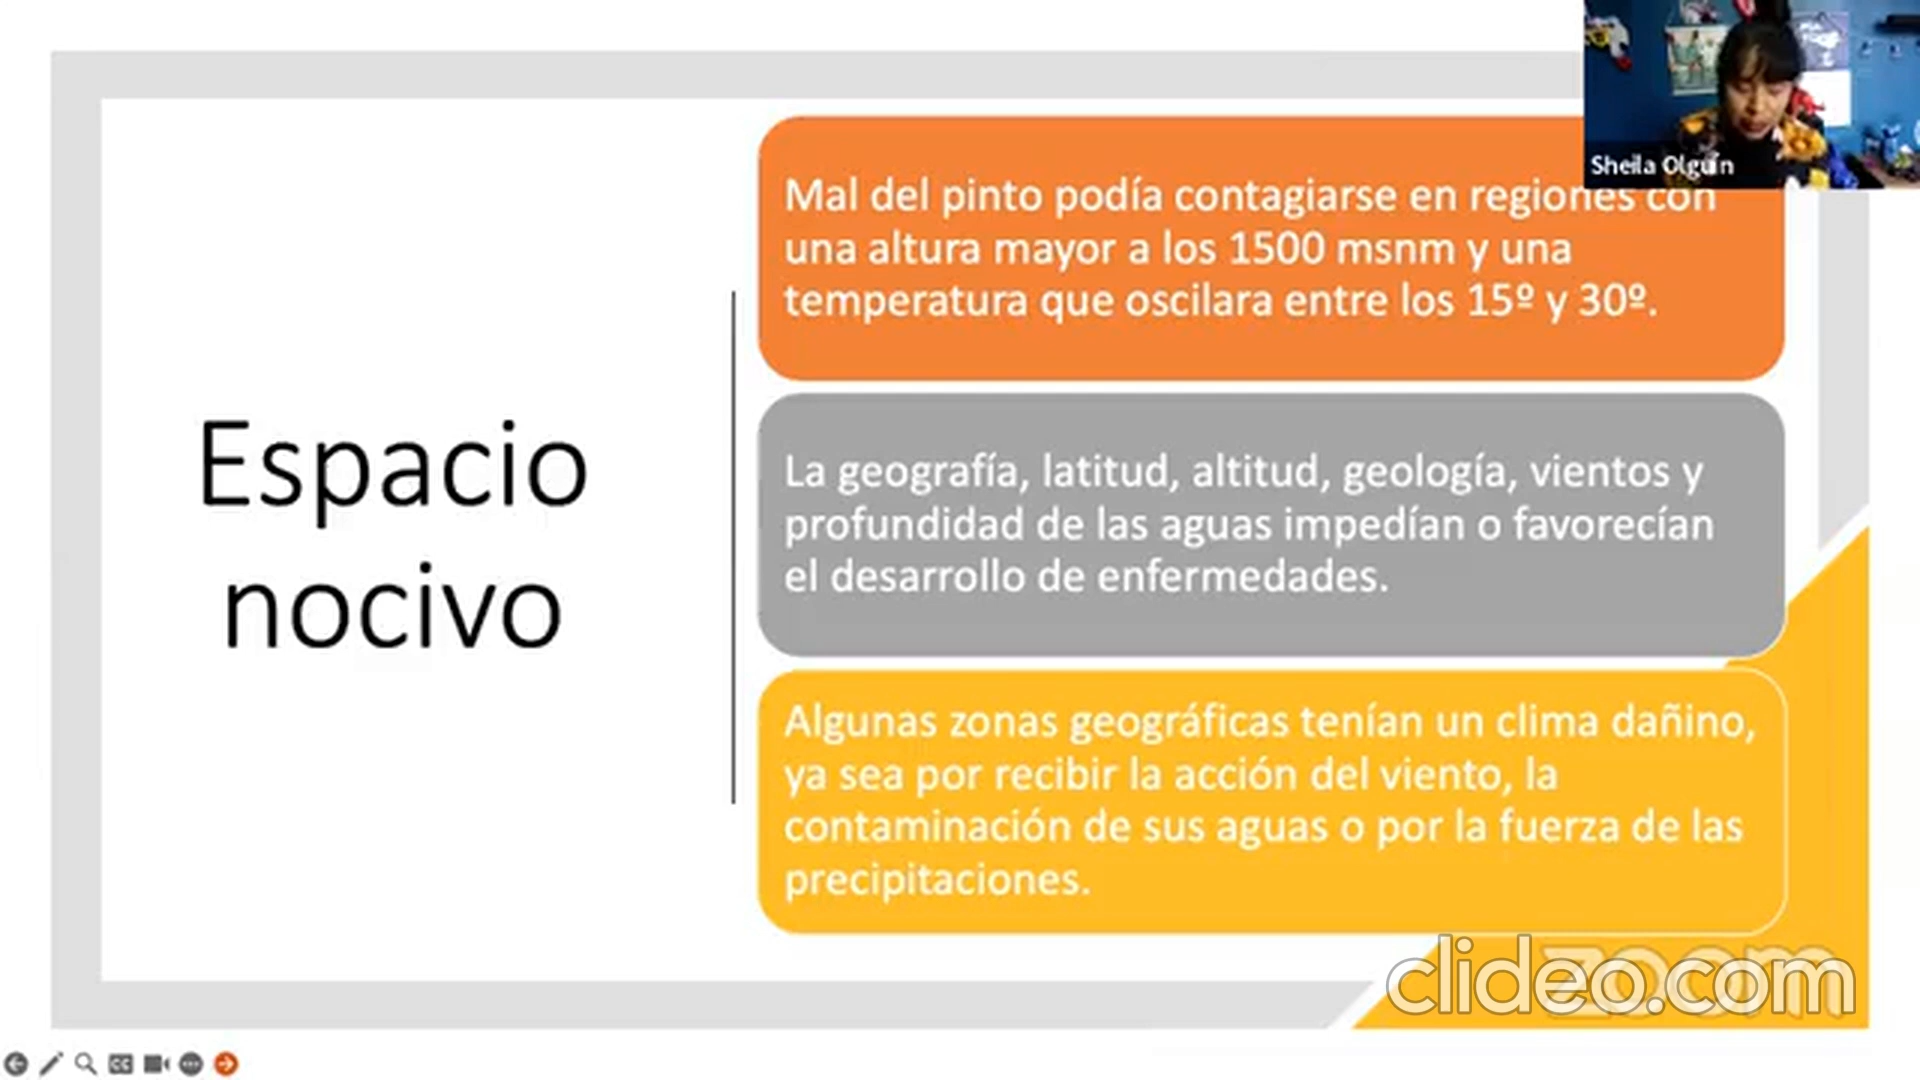 Espacio
nocivo
Mal del pinto podía contagiarse en regiones con
una altura mayor a los 1500 msnm y una
temperatura que oscilara entre los 15º y 30º.
La geografía, latitud, altitud, geología, vientos y
profundidad de las aguas impedían o favorecían
el desarrollo de enfermedades.
Algunas zonas geográficas tenían un clima dañino,
ya sea por recibir la acción del viento, la
contaminación de sus aguas o por la fuerza de las
precipitaciones.
Sheila Olguín
zoom
clideo.com
CC